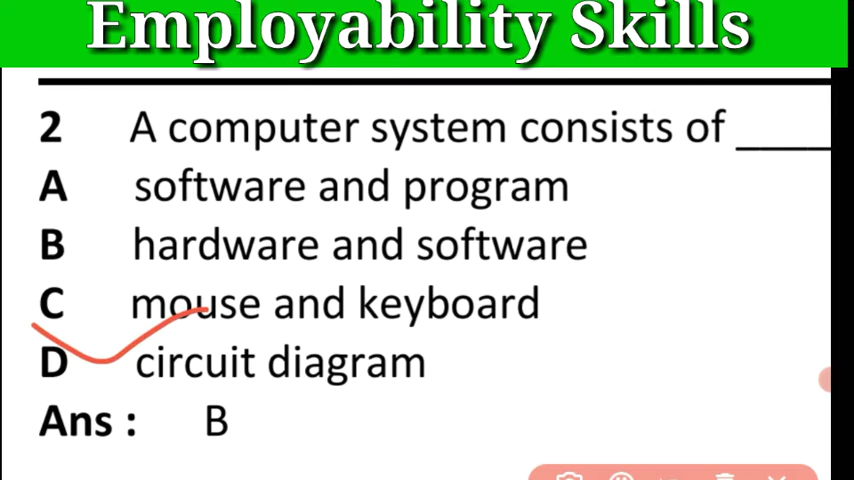 Employability Skills
2 A computer system consists of _____
A software and program
B hardware and software
C mouse and keyboard
D circuit diagram
Ans : B